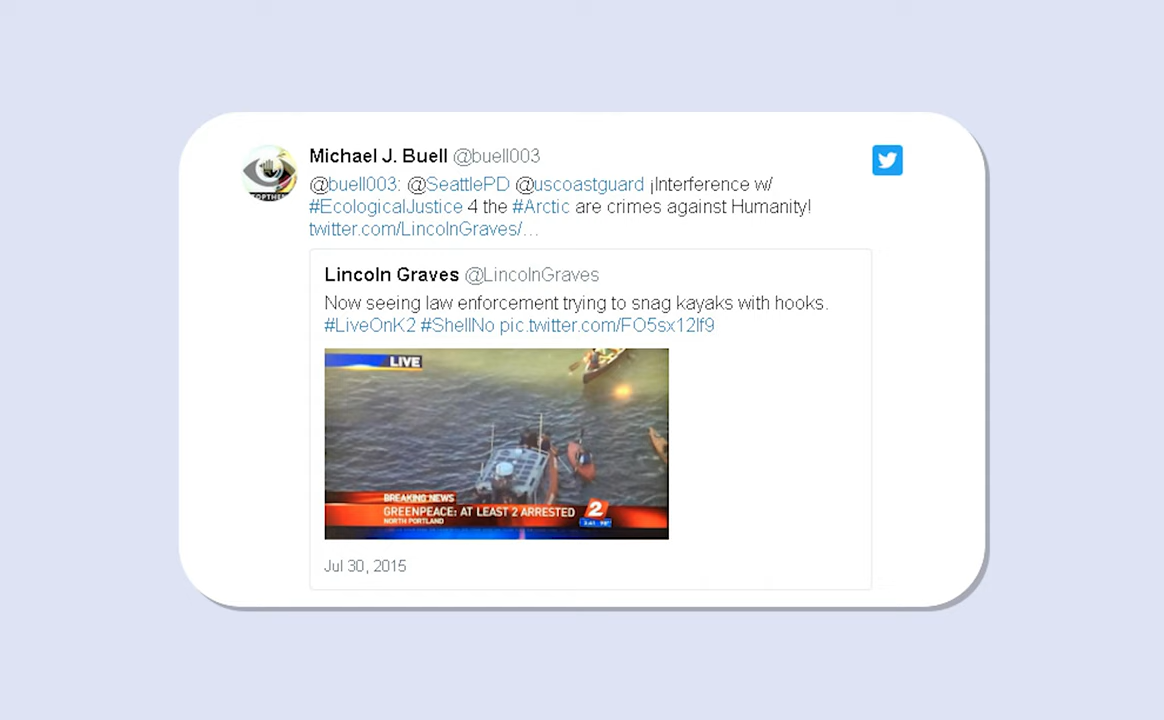 Michael J. Buell @buell003
@buell003: @SeattlePD @uscoastguard ¡Interference w/
#EcologicalJustice 4 the #Arctic are crimes against Humanity!
twitter.com/LincolnGraves/…
Lincoln Graves @LincolnGraves
Now seeing law enforcement trying to snag kayaks with hooks.
#LiveOnK2 #ShellNo pic.twitter.com/FO5sx12lf9
LIVE
BREAKING NEWS
GREENPEACE: AT LEAST 2 ARRESTED
NORTH PORTLAND
2
Jul 30, 2015